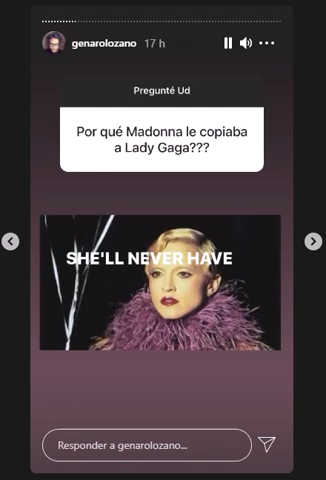 genarolozano 17 h
Pregunté Ud
Por qué Madonna le copiaba
a Lady Gaga???
SHE'LL NEVER HAVE
Responder a genarolozano...